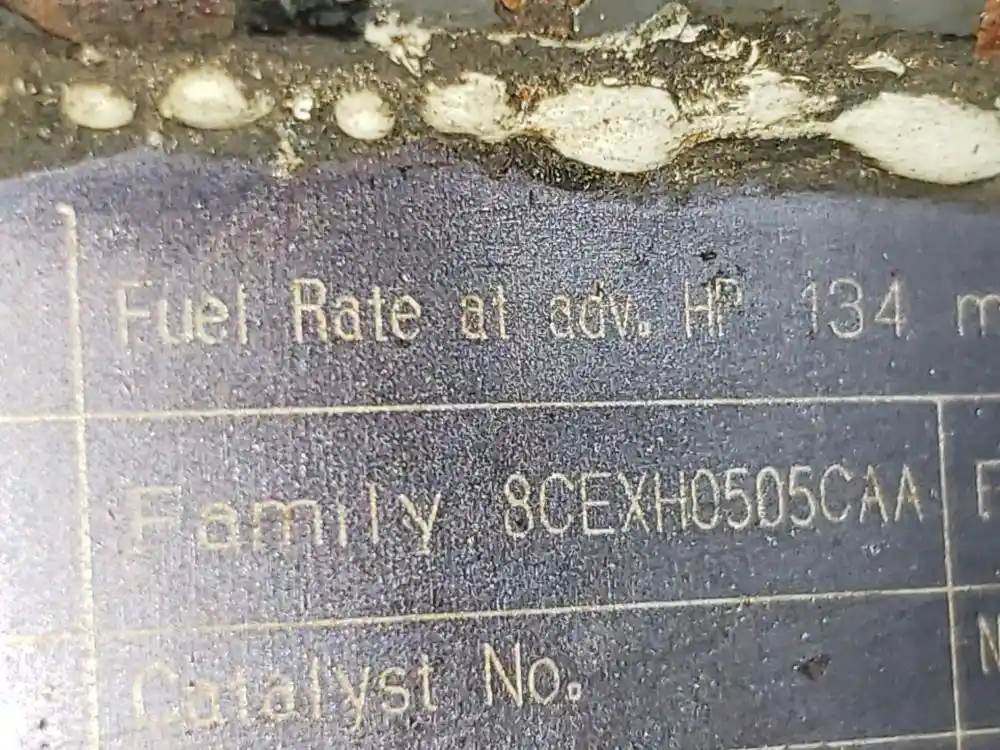 Fuel Rate at adv. HP 134 m
Family 8CEXH0505CAA F
Catalyst No. N